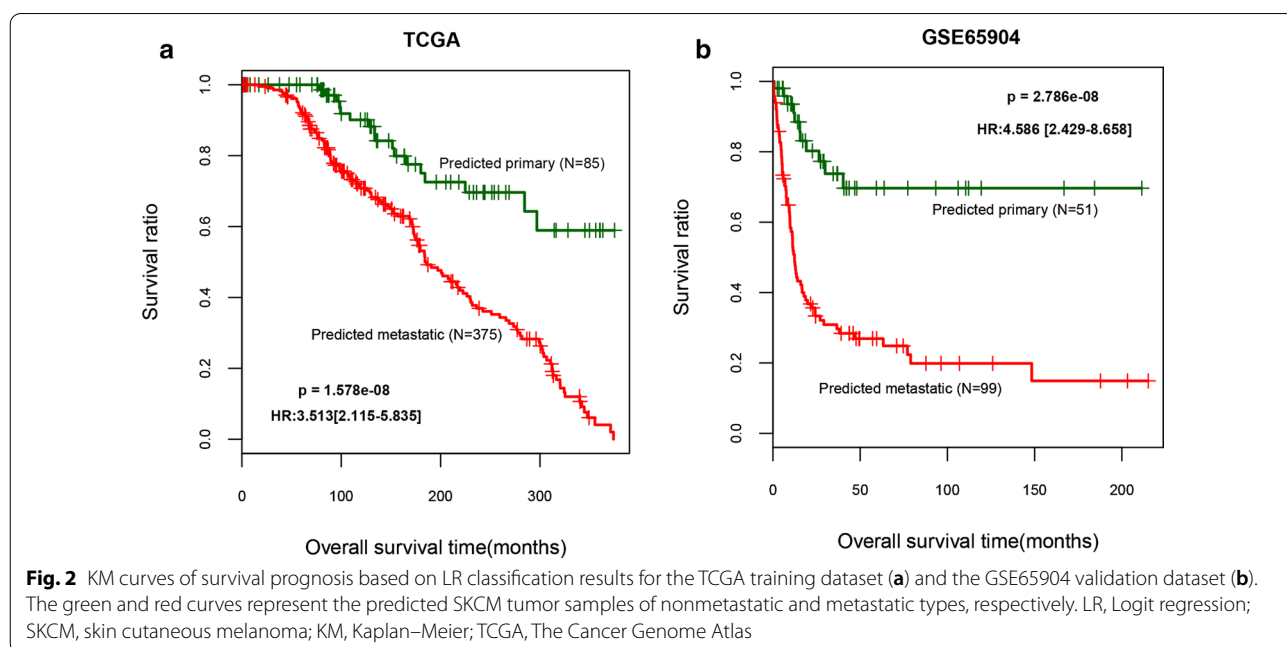 a
TCGA
Survival ratio
1.0
0.8
0.6
0.4
0.2
0.0
Predicted primary (N=85)
Predicted metastatic (N=375)
p = 1.578e-08
HR:3.513[2.115-5.835]
0 100 200 300
Overall survival time(months)
b
GSE65904
Survival ratio
1.0
0.8
0.6
0.4
0.2
0.0
p = 2.786e-08
HR:4.586 [2.429-8.658]
Predicted primary (N=51)
Predicted metastatic (N=99)
0 50 100 150 200
Overall survival time(months)
Fig. 2 KM curves of survival prognosis based on LR classification results for the TCGA training dataset (a) and the GSE65904 validation dataset (b).
The green and red curves represent the predicted SKCM tumor samples of nonmetastatic and metastatic types, respectively. LR, Logit regression;
SKCM, skin cutaneous melanoma; KM, Kaplan–Meier; TCGA, The Cancer Genome Atlas